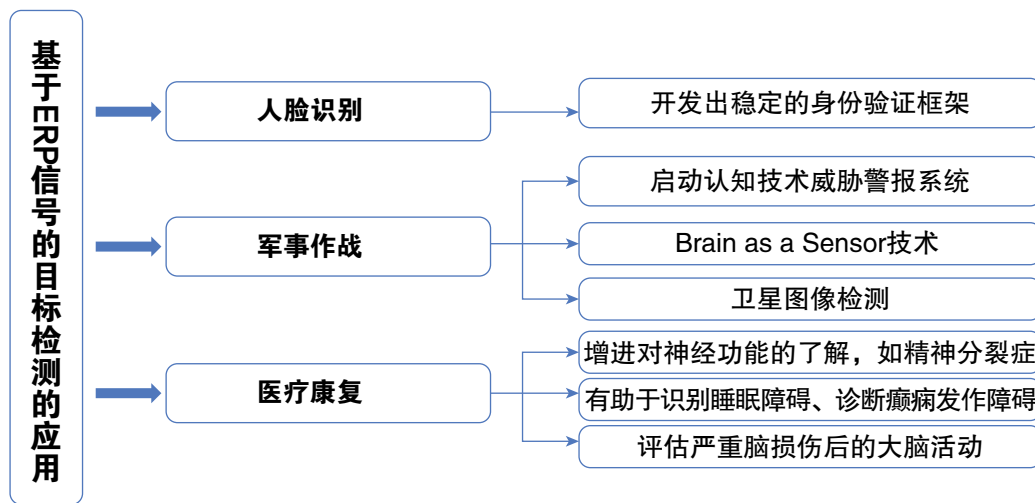 基于ERP信号的目标检测的应用
人脸识别
开发出稳定的身份验证框架
军事作战
启动认知技术威胁警报系统
Brain as a Sensor技术
卫星图像检测
医疗康复
增进对神经功能的了解，如精神分裂症
有助于识别睡眠障碍、诊断癫痫发作障碍
评估严重脑损伤后的大脑活动